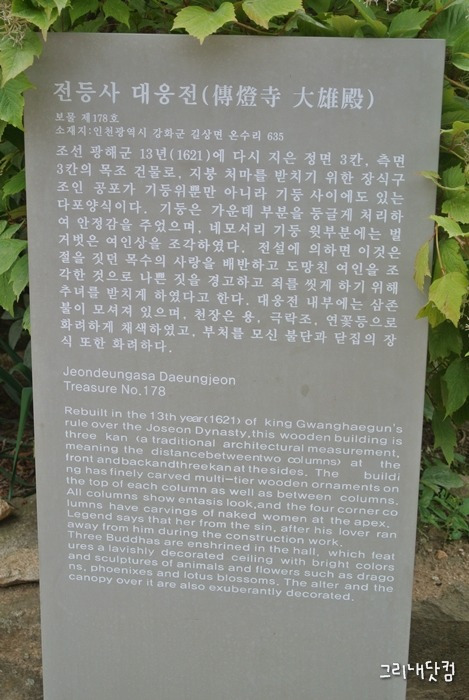 전등사 대웅전(傳燈寺 大雄殿)
보물 제178호
소재지:인천광역시 강화군 길상면 온수리 635
조선 광해군 13년(1621)에 다시 지은 정면 3칸, 측면
3칸의 목조 건물로, 지붕 처마를 받치기 위한 장식구
조인 공포가 기둥위뿐만 아니라 기둥 사이에도 있는
다포양식이다. 기둥은 가운데 부분을 둥글게 처리하
여 안정감을 주었으며, 네모서리 기둥 윗부분에는 벌
거벗은 여인상을 조각하였다. 전설에 의하면 이것은
절을 짓던 목수의 사랑을 배반하고 도망친 여인을 조
각한 것으로 나쁜 짓을 경고하고 죄를 씻게 하기 위해
추녀를 받치게 하였다고 한다. 대웅전 내부에는 삼존
불이 모셔져 있으며, 천장은 용, 극락조, 연꽃등으로
화려하게 채색하였고, 부처를 모신 불단과 닫집의 장
식 또한 화려하다.
Jeondeungasa Daeungjeon
Treasure No.178
Rebuilt in the 13th year(1621) of king Gwanghaegun's
rule over the Joseon Dynasty,this wooden building is
three kan (a traditional architectural measurement,
meaning the distancebetweentwo columns) at the
front andbackandthreekanatthesides. The buildi
ng has finely carved multi-tier wooden ornaments on
the top of each column as well as between columns.
All columns show entasis look,and the four corner co
lumns have carvings of naked women at the apex.
Legend says that her from the sin, after his lover ran
away from him during the construction work.
Three Buddhas are enshrined in the hall, which feat
ures a lavishly decorated ceiling with bright colors
and sculptures of animals and flowers such as drago
ns, phoenixes and lotus blossoms. The alter and the
canopy over it are also exuberantly decorated.
그리내닷컴